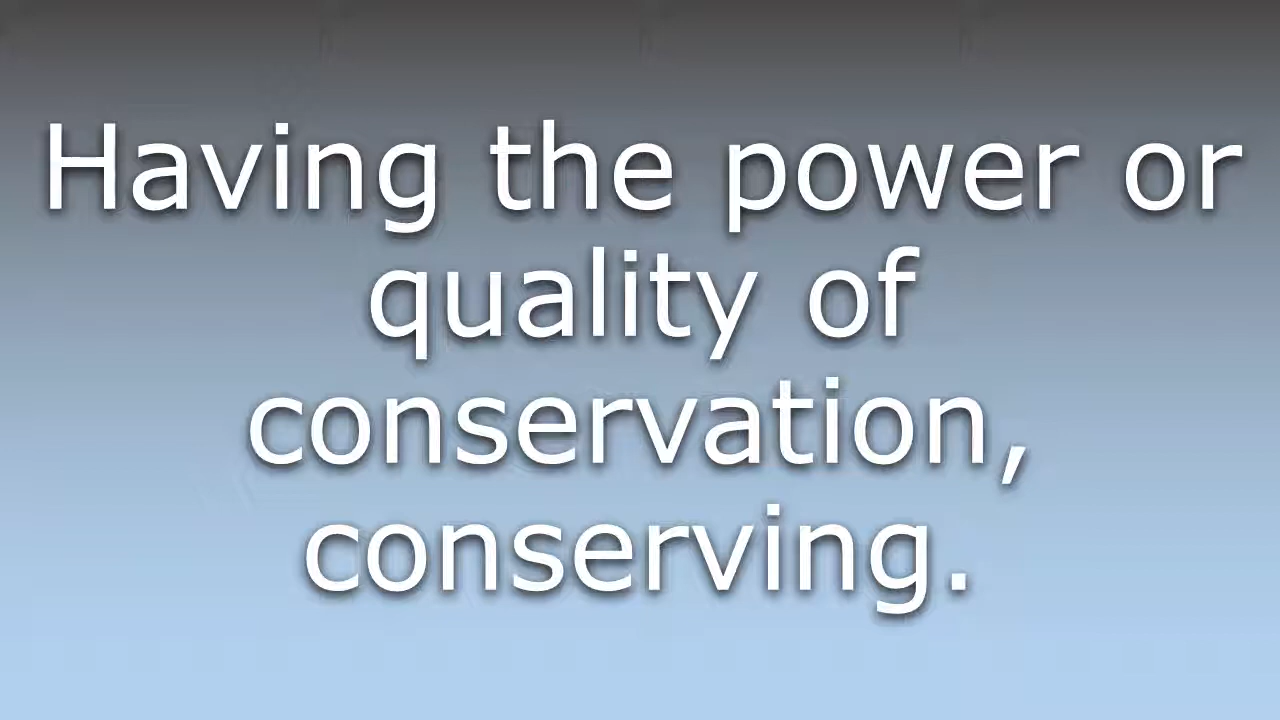 Having the power or
quality of
conservation,
conserving.